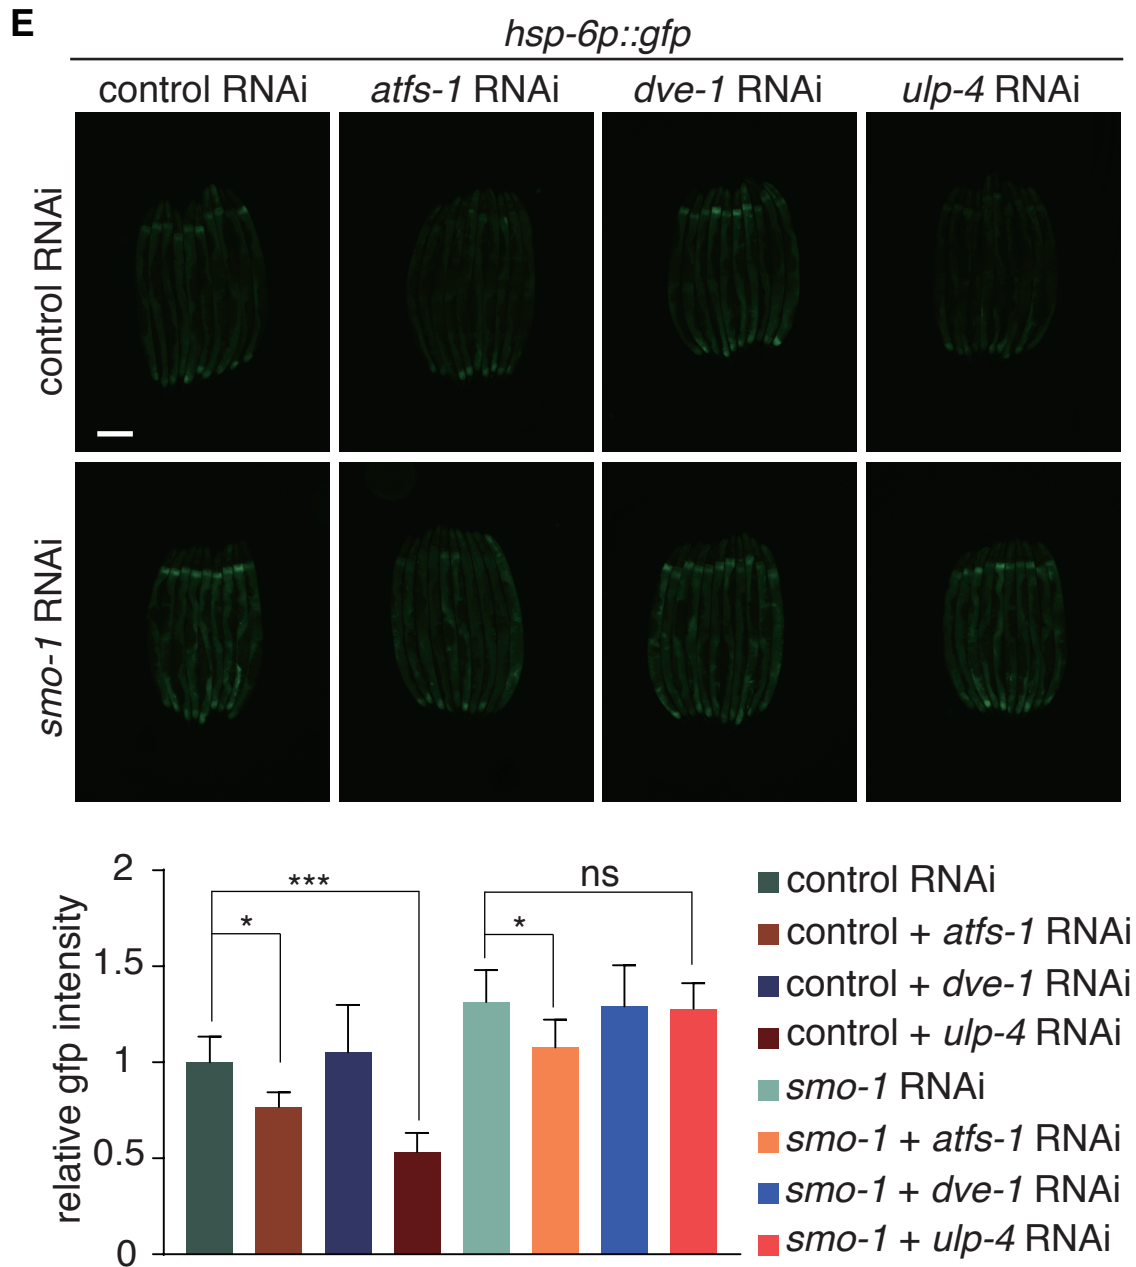 E
hsp-6p::gfp
control RNAi
atfs-1 RNAi
dve-1 RNAi
ulp-4 RNAi
control RNAi
smo-1 RNAi
relative gfp intensity
2
1.5
1
0.5
0
*
***
*
ns
control RNAi
control + atfs-1 RNAi
control + dve-1 RNAi
control + ulp-4 RNAi
smo-1 RNAi
smo-1 + atfs-1 RNAi
smo-1 + dve-1 RNAi
smo-1 + ulp-4 RNAi